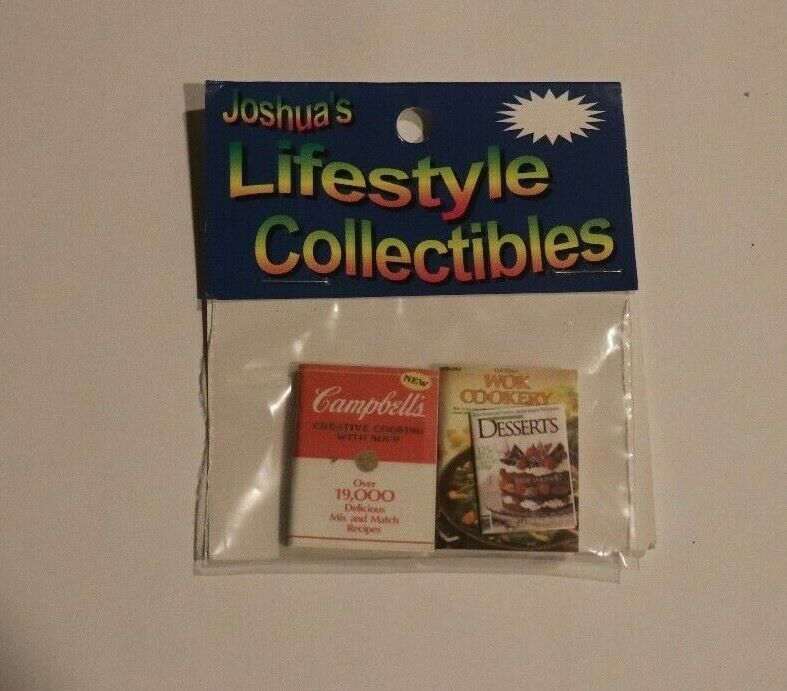 Joshua's
Lifestyle
Collectibles
NEW
Campbell's
CREATIVE COOKING
WITH SOUP
Over
19,000
Delicious
Mix and Match
Recipes
WOK
COOKERY
DESSERTS